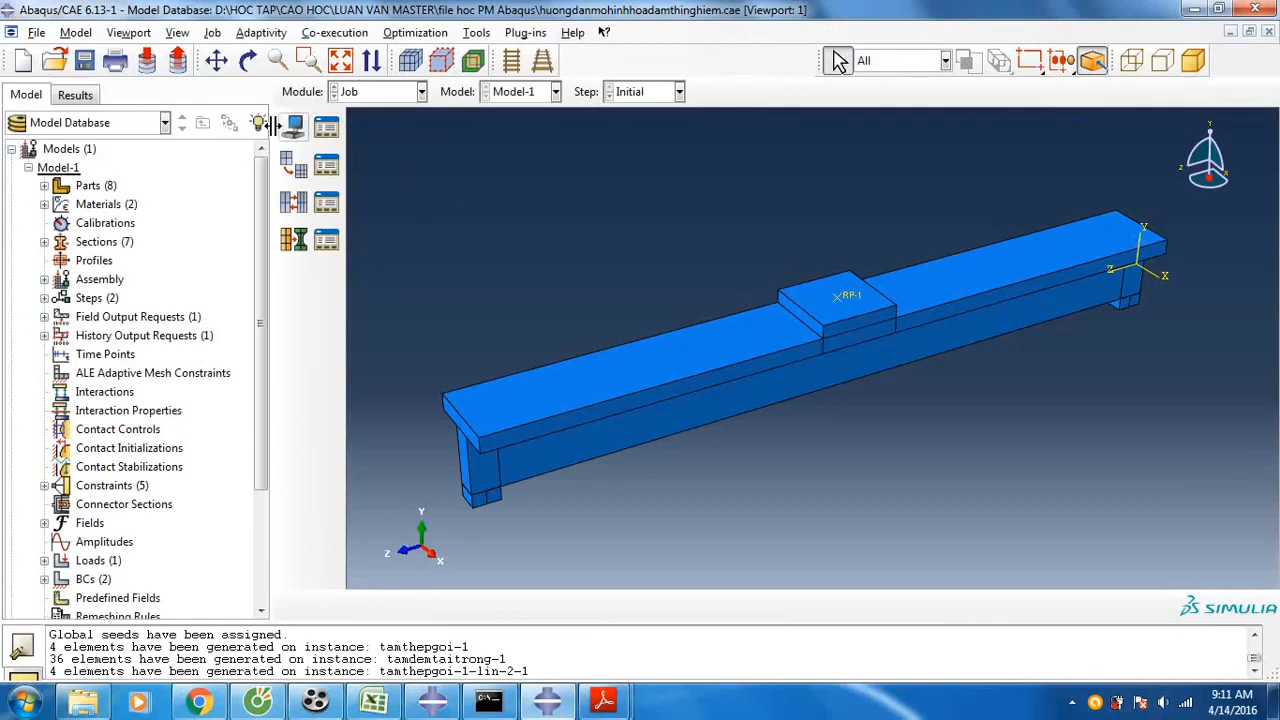 Abaqus/CAE 6.13-1 - Model Database: D:\HOC TAP\CAO HOC\LUAN VAN MASTER\file hoc PM Abaqus\huongdanmohinhhoadamthinghiem.cae [Viewport: 1]
File Model Viewport View Job Adaptivity Co-execution Optimization Tools Plug-ins Help
All
Model Results
Module: Job Model: Model-1 Step: Initial
Model Database
Models (1)
Model-1
Parts (8)
Materials (2)
Calibrations
Sections (7)
Profiles
Assembly
Steps (2)
Field Output Requests (1)
History Output Requests (1)
Time Points
ALE Adaptive Mesh Constraints
Interactions
Interaction Properties
Contact Controls
Contact Initializations
Contact Stabilizations
Constraints (5)
Connector Sections
Fields
Amplitudes
Loads (1)
BCs (2)
Predefined Fields
Remeshing Rules
Y
Z
X
Y
Z
X
RP-1
Y
Z
X
SIMULIA
Global seeds have been assigned.
4 elements have been generated on instance: tamthepgoi-1
36 elements have been generated on instance: tamdemtaitrong-1
4 elements have been generated on instance: tamthepgoi-1-lin-2-1
9:11 AM
4/14/2016